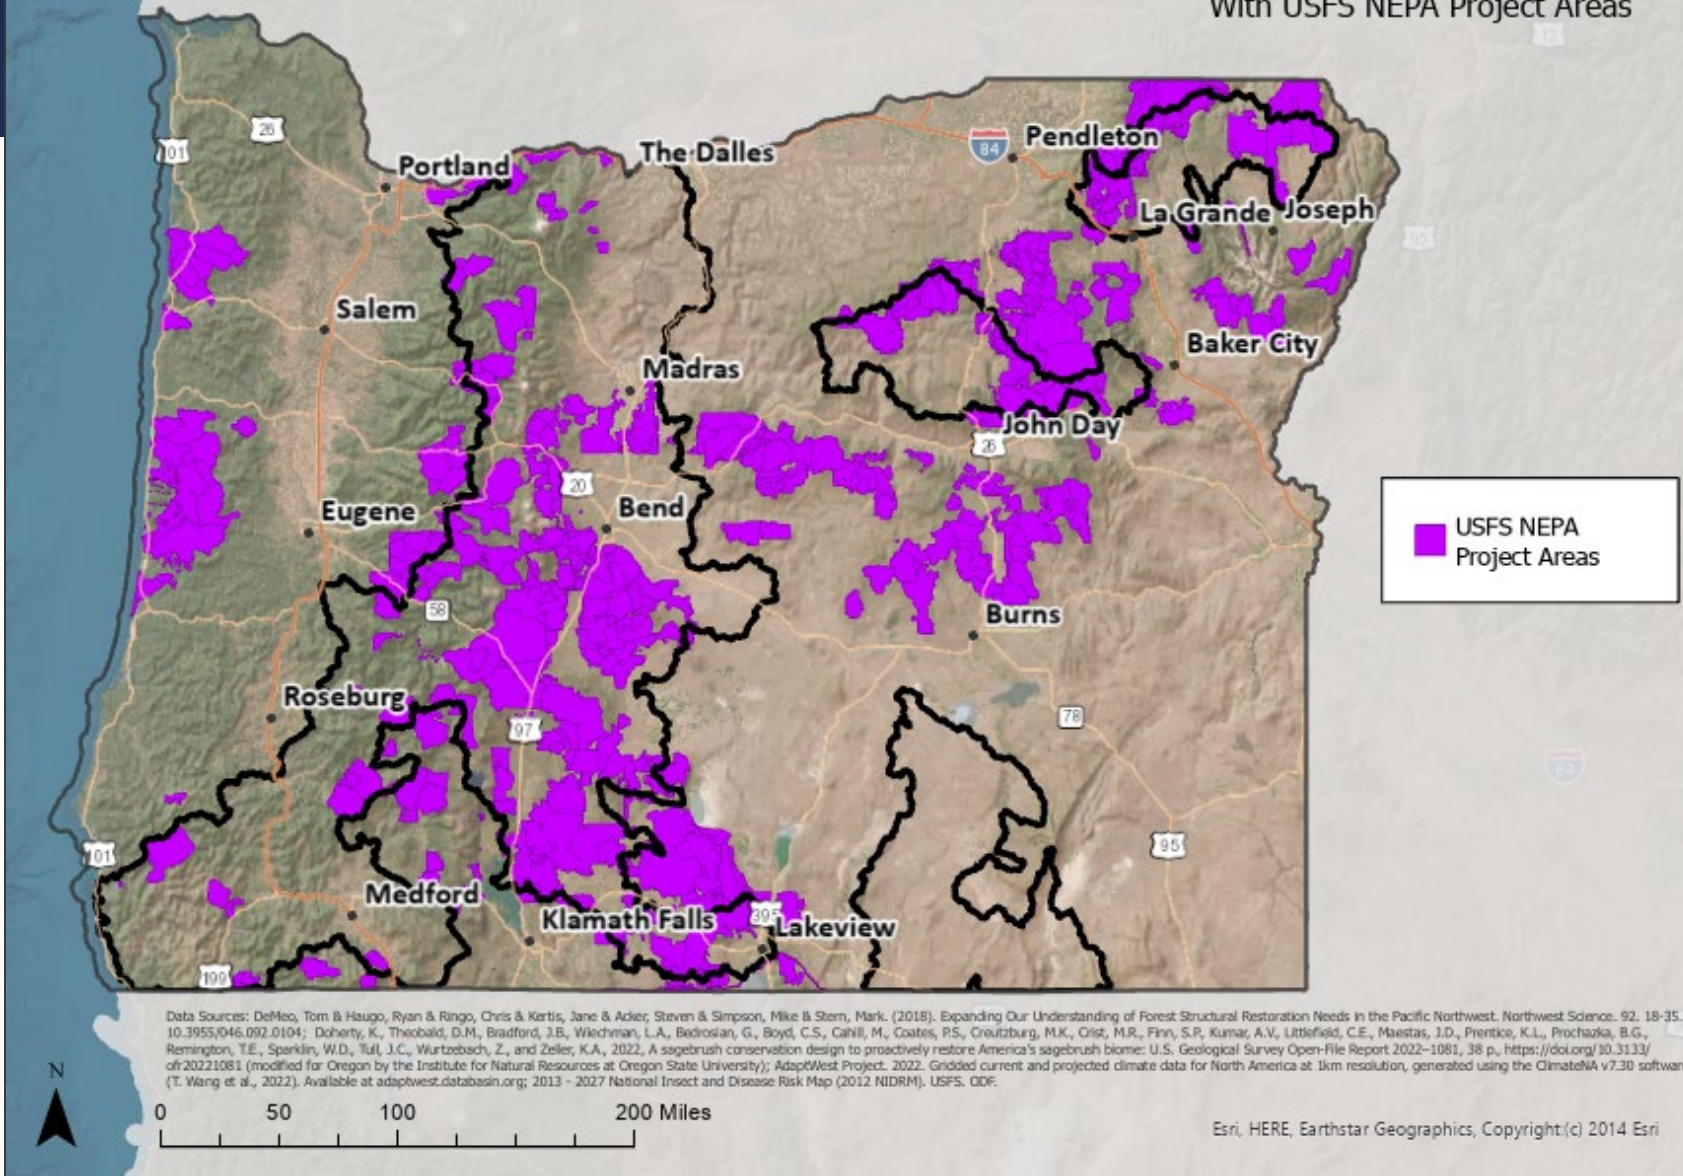 With USFS NEPA Project Areas
26
101
Portland
The Dalles
84
Pendleton
La Grande
Joseph
Salem
Madras
Baker City
John Day
26
20
Bend
Eugene
58
Burns
Roseburg
97
78
95
101
Medford
Klamath Falls
395
Lakeview
199
USFS NEPA
Project Areas
Data Sources: DeMeo, Tom & Haugo, Ryan & Ringo, Chris & Kertis, Jane & Acker, Steven & Simpson, Mike & Stern, Mark. (2018). Expanding Our Understanding of Forest Structural Restoration Needs in the Pacific Northwest. Northwest Science. 92. 18-35.
10.3955/046.092.0104; Doherty, K., Theobald, D.M., Bradford, J.B., Wiechman, L.A., Bedrosian, G., Boyd, C.S., Cahill, M., Coates, P.S., Creutzburg, M.K., Crist, M.R., Finn, S.P., Kumar, A.V., Littlefield, C.E., Maestas, J.D., Prentice, K.L., Prochazka, B.G.,
Remington, T.E., Sparklin, W.D., Tull, J.C., Wurtzebach, Z., and Zeller, K.A., 2022, A sagebrush conservation design to proactively restore America's sagebrush biome: U.S. Geological Survey Open-File Report 2022–1081, 38 p., https://doi.org/10.3133/
ofr20221081 (modified for Oregon by the Institute for Natural Resources at Oregon State University); AdaptWest Project. 2022. Gridded current and projected climate data for North America at 1km resolution, generated using the ClimateNA v7.30 software
(T. Wang et al., 2022). Available at adaptwest.databasin.org; 2013 - 2027 National Insect and Disease Risk Map (2012 NIDRM). USFS. ODF.
N
0 50 100 200 Miles
Esri, HERE, Earthstar Geographics, Copyright:(c) 2014 Esri